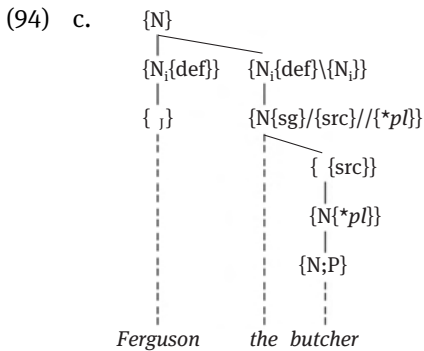 (94) c. {N}
{Nᵢ{def}} {Nᵢ{def}\{Nᵢ}}
{ ⱼ} {N{sg}/{src}//{*pl}}
{ {src}}
{N{*pl}}
{N;P}
Ferguson the butcher